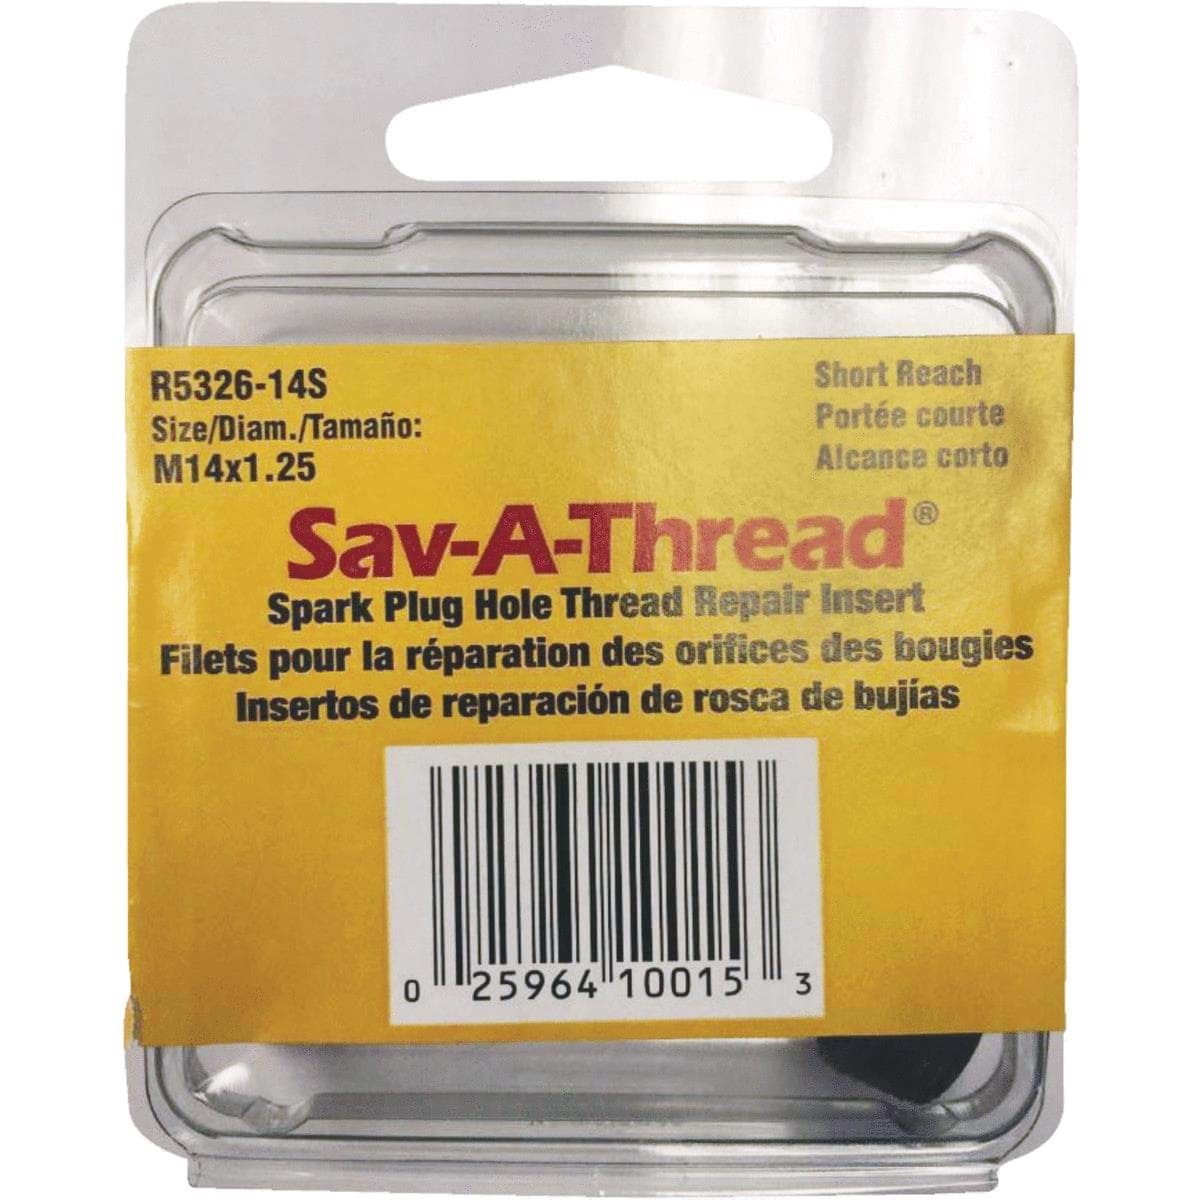 R5326-14S
Size/Diam./Tamaño:
M14x1.25
Short Reach
Portée courte
Alcance corto
Sav-A-Thread®
Spark Plug Hole Thread Repair Insert
Filets pour la réparation des orifices des bougies
Insertos de reparación de rosca de bujías
0 25964 10015 3